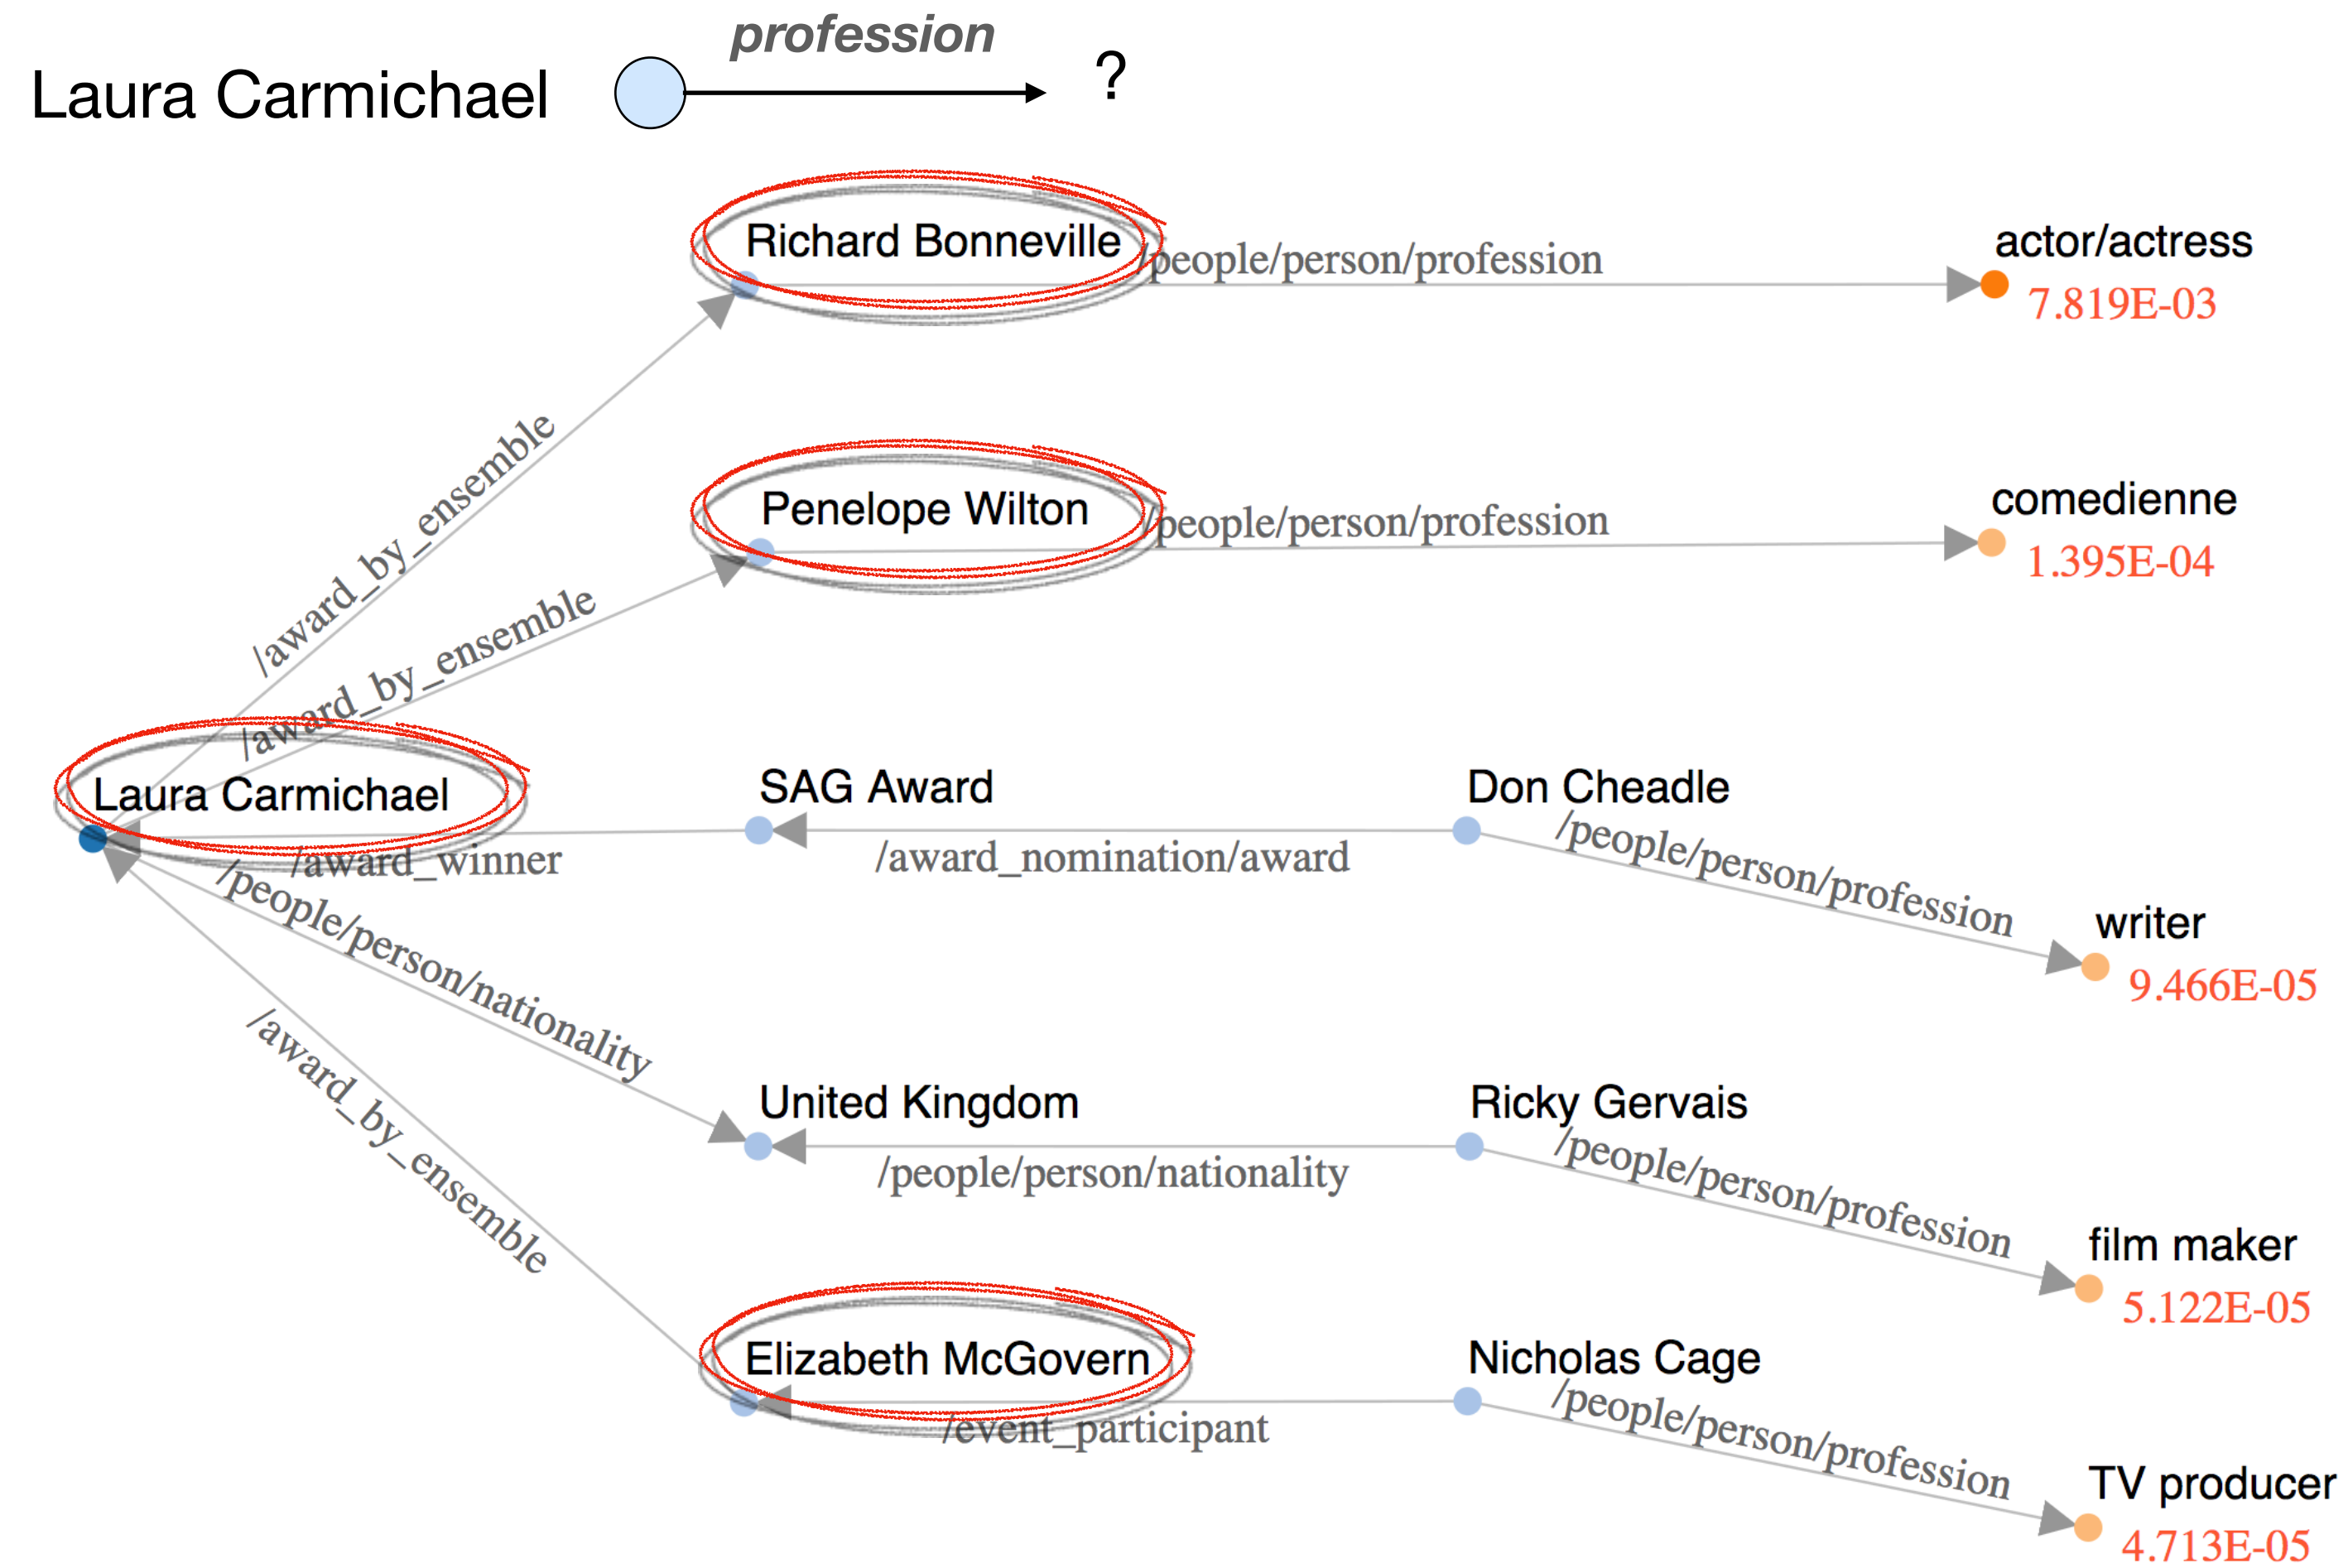 profession
Laura Carmichael
?
Richard Bonneville
/people/person/profession
actor/actress
7.819E-03
/award_by_ensemble
Penelope Wilton
/people/person/profession
comedienne
1.395E-04
/award_by_ensemble
Laura Carmichael
/award_winner
SAG Award
/award_nomination/award
Don Cheadle
/people/person/profession
writer
9.466E-05
/people/person/nationality
United Kingdom
/people/person/nationality
Ricky Gervais
/people/person/profession
film maker
5.122E-05
/award_by_ensemble
Elizabeth McGovern
/event_participant
Nicholas Cage
/people/person/profession
TV producer
4.713E-05